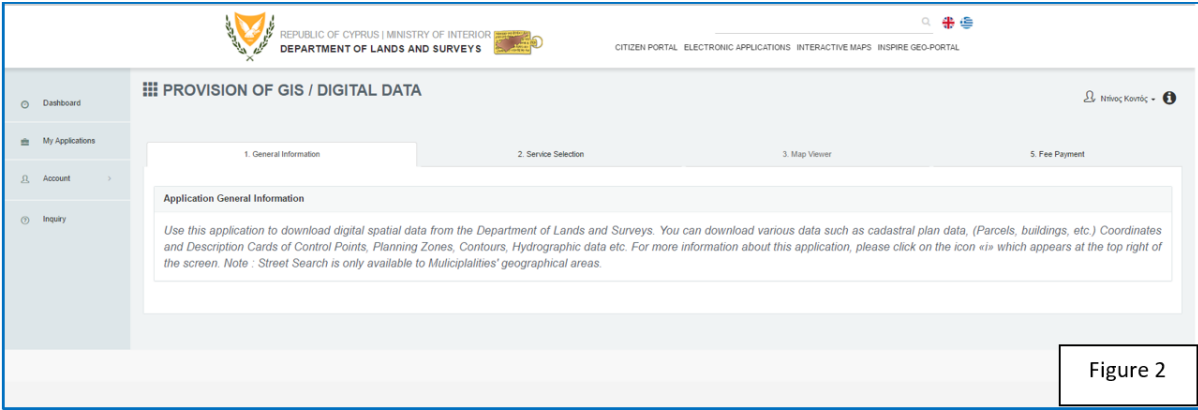 REPUBLIC OF CYPRUS | MINISTRY OF INTERIOR
DEPARTMENT OF LANDS AND SURVEYS
CITIZEN PORTAL ELECTRONIC APPLICATIONS INTERACTIVE MAPS INSPIRE GEO-PORTAL
PROVISION OF GIS / DIGITAL DATA
Ντίνος Κοντός
Dashboard
My Applications
Account
Inquiry
1. General Information
2. Service Selection
3. Map Viewer
5. Fee Payment
Application General Information
Use this application to download digital spatial data from the Department of Lands and Surveys. You can download various data such as cadastral plan data, (Parcels, buildings, etc.) Coordinates
and Description Cards of Control Points, Planning Zones, Contours, Hydrographic data etc. For more information about this application, please click on the icon «i» which appears at the top right of
the screen. Note : Street Search is only available to Muliciplalities' geographical areas.
Figure 2